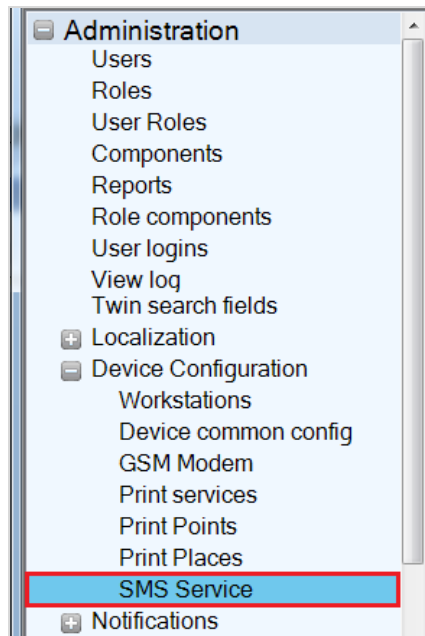 Administration
Users
Roles
User Roles
Components
Reports
Role components
User logins
View log
Twin search fields
Localization
Device Configuration
Workstations
Device common config
GSM Modem
Print services
Print Points
Print Places
SMS Service
Notifications